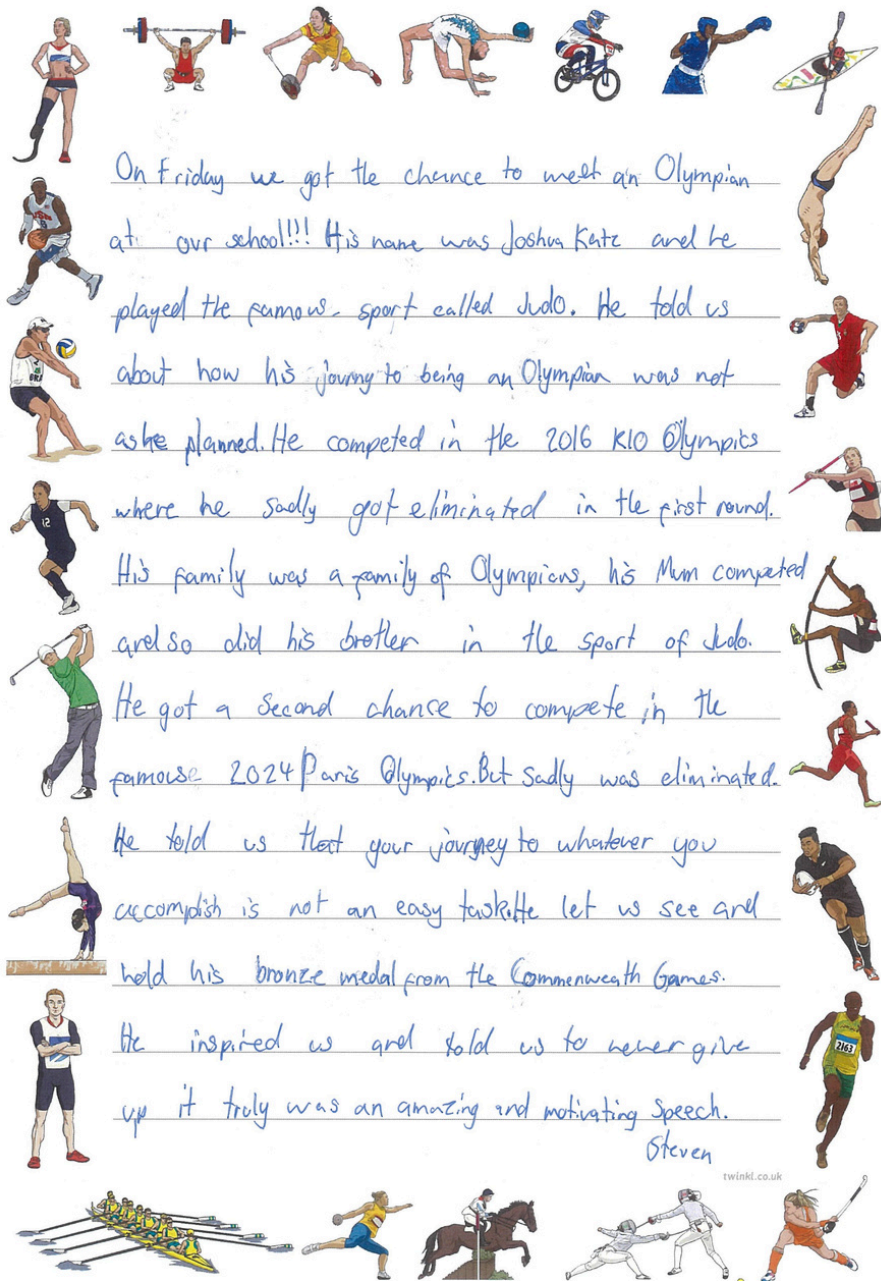 On Friday we got the chance to meet an Olympian
at our school!!! His name was Joshua Katz and he
played the famous sport called Judo. He told us
about how his journy to being an Olympian was not
as he planned. He competed in the 2016 RIO Olympics
where he sadly got eliminated in the first round.
His family was a family of Olympians, his Mum competed
and so did his brother in the sport of Judo.
He got a second chance to compete in the
famouse 2024 Paris Olympics. But sadly was eliminated.
He told us that your journey to whatever you
accomplish is not an easy task. He let us see and
hold his bronze medal from the Commenweath Games.
He inspired us and told us to never give
up it truly was an amazing and motivating speech.
Steven
twinkl.co.uk
12
2163